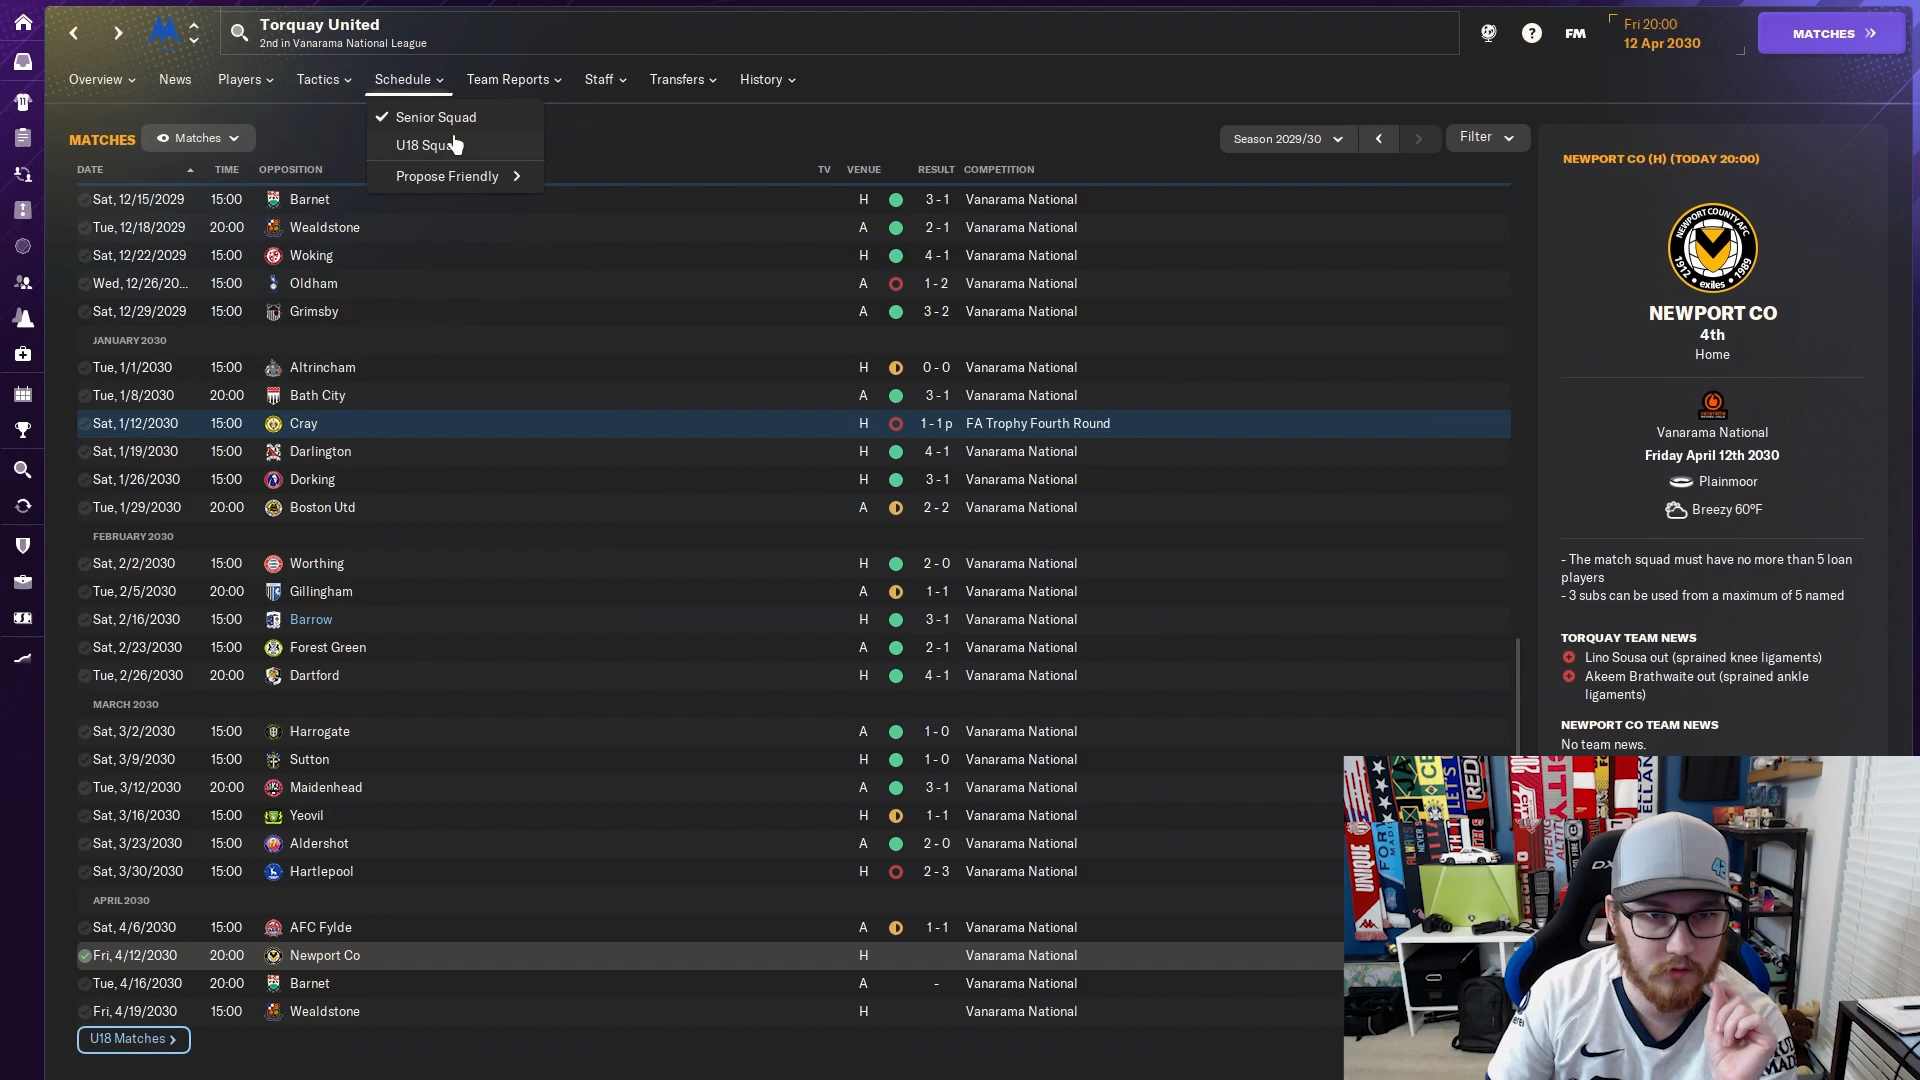 Torquay United
2nd in Vanarama National League
FM
Fri 20:00
12 Apr 2030
MATCHES
Overview
News
Players
Tactics
Schedule
Team Reports
Staff
Transfers
History
Senior Squad
U18 Squa
Propose Friendly
MATCHES
Matches
Season 2029/30
Filter
DATE TIME OPPOSITION TV VENUE RESULT COMPETITION
Sat, 12/15/2029 15:00 Barnet H 3 - 1 Vanarama National
Tue, 12/18/2029 20:00 Wealdstone A 2 - 1 Vanarama National
Sat, 12/22/2029 15:00 Woking H 4 - 1 Vanarama National
Wed, 12/26/20... 15:00 Oldham A 1 - 2 Vanarama National
Sat, 12/29/2029 15:00 Grimsby A 3 - 2 Vanarama National
JANUARY 2030
Tue, 1/1/2030 15:00 Altrincham H 0 - 0 Vanarama National
Tue, 1/8/2030 20:00 Bath City A 3 - 1 Vanarama National
Sat, 1/12/2030 15:00 Cray H 1 - 1 p FA Trophy Fourth Round
Sat, 1/19/2030 15:00 Darlington H 4 - 1 Vanarama National
Sat, 1/26/2030 15:00 Dorking H 3 - 1 Vanarama National
Tue, 1/29/2030 20:00 Boston Utd A 2 - 2 Vanarama National
FEBRUARY 2030
Sat, 2/2/2030 15:00 Worthing H 2 - 0 Vanarama National
Tue, 2/5/2030 20:00 Gillingham A 1 - 1 Vanarama National
Sat, 2/16/2030 15:00 Barrow H 3 - 1 Vanarama National
Sat, 2/23/2030 15:00 Forest Green A 2 - 1 Vanarama National
Tue, 2/26/2030 20:00 Dartford H 4 - 1 Vanarama National
MARCH 2030
Sat, 3/2/2030 15:00 Harrogate A 1 - 0 Vanarama National
Sat, 3/9/2030 15:00 Sutton H 1 - 0 Vanarama National
Tue, 3/12/2030 20:00 Maidenhead A 3 - 1 Vanarama National
Sat, 3/16/2030 15:00 Yeovil H 1 - 1 Vanarama National
Sat, 3/23/2030 15:00 Aldershot A 2 - 0 Vanarama National
Sat, 3/30/2030 15:00 Hartlepool H 2 - 3 Vanarama National
APRIL 2030
Sat, 4/6/2030 15:00 AFC Fylde A 1 - 1 Vanarama National
Fri, 4/12/2030 20:00 Newport Co H Vanarama National
Tue, 4/16/2030 20:00 Barnet A - Vanarama National
Fri, 4/19/2030 15:00 Wealdstone H Vanarama National
U18 Matches
NEWPORT CO (H) (TODAY 20:00)
NEWPORT COUNTY AFC
1912 1989
exiles
NEWPORT CO
4th
Home
Vanarama National
Friday April 12th 2030
Plainmoor
Breezy 60°F
- The match squad must have no more than 5 loan
players
- 3 subs can be used from a maximum of 5 named
TORQUAY TEAM NEWS
Lino Sousa out (sprained knee ligaments)
Akeem Brathwaite out (sprained ankle
ligaments)
NEWPORT CO TEAM NEWS
No team news.
UNIQUE
LET'S
RED
CITY